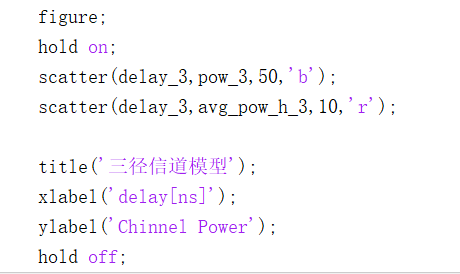 figure;
hold on;
scatter(delay_3,pow_3,50,'b');
scatter(delay_3,avg_pow_h_3,10,'r');
title('三径信道模型');
xlabel('delay[ns]');
ylabel('Chinnel Power');
hold off;